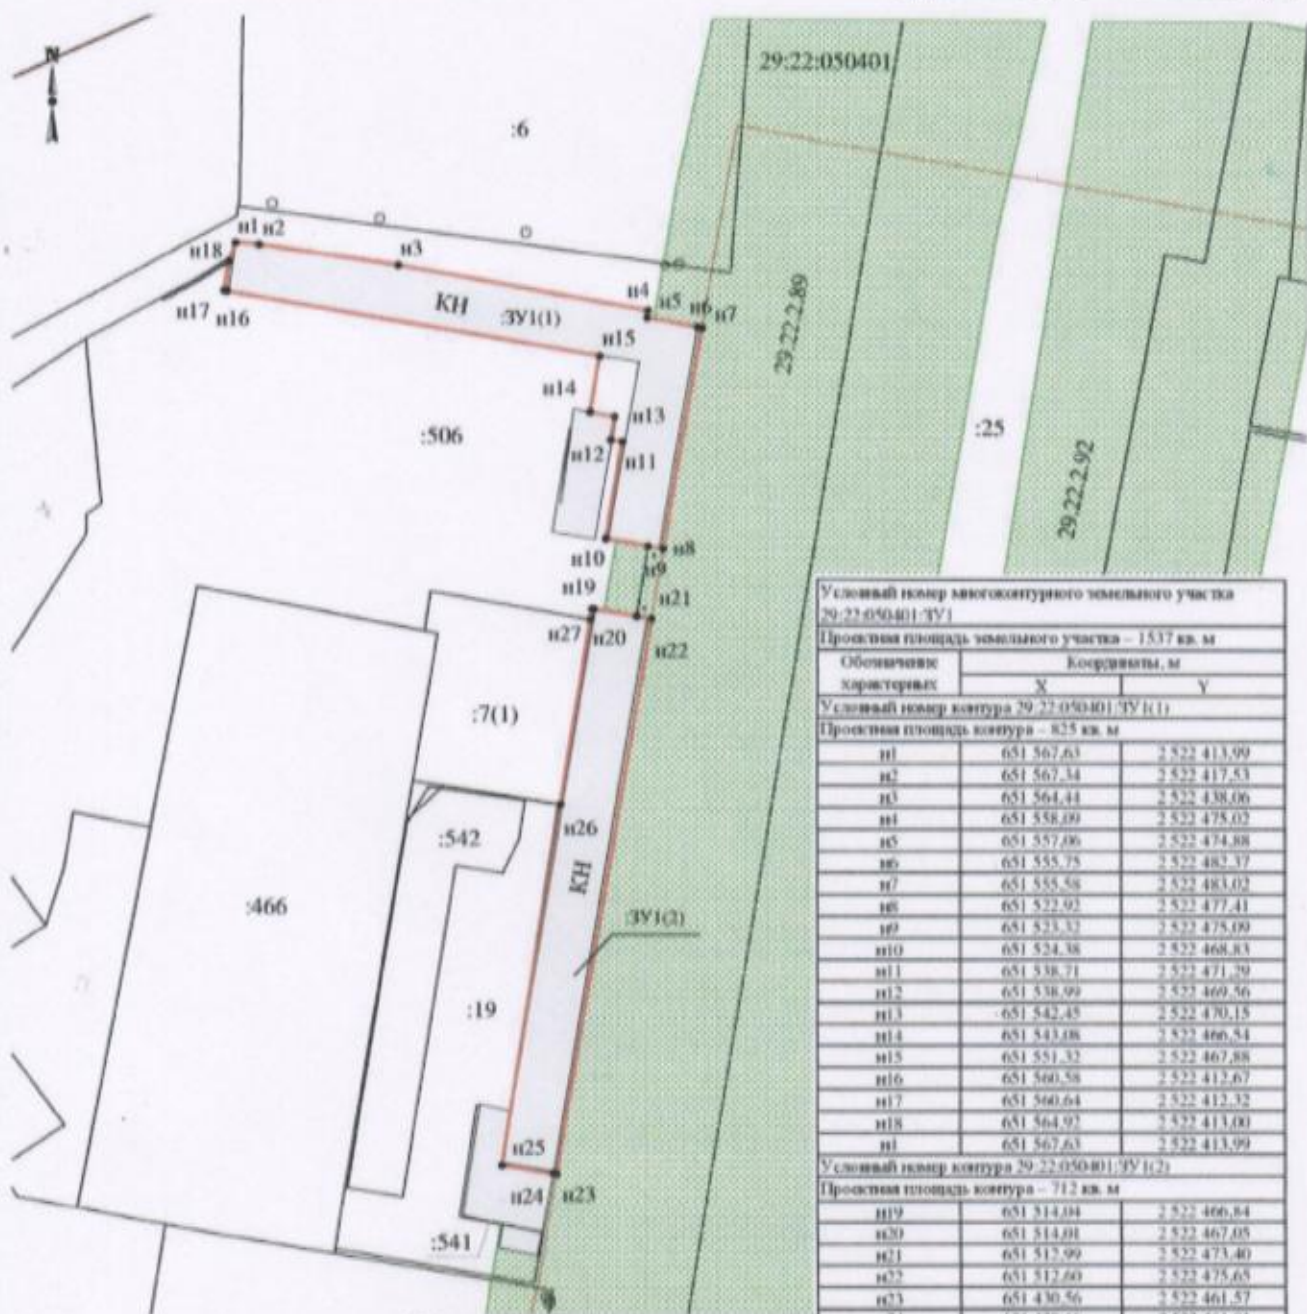 N
29:22:050401
:6
н1 н2
н18
н3
н4
н5
н6
н7
н17 н16
КН :ЗУ1(1)
н15
н14
н13
:506
н12
н11
29.22.2.89
:25
29.22.2.92
н10
н9
н8
н19
н21
н27 н20
н22
:7(1)
н26
:542
КН
:466
:ЗУ1(2)
:19
н25
н24
н23
:541
Условный номер многоконтурного земельного участка
29:22:050401:ЗУ1
Проектная площадь земельного участка – 1537 кв. м
Обозначение характерных
Координаты, м
X Y
Условный номер контура 29:22:050401:ЗУ1(1)
Проектная площадь контура – 825 кв. м
н1 651 567,63 2 522 413,99
н2 651 567,34 2 522 417,53
н3 651 564,44 2 522 438,06
н4 651 558,09 2 522 475,02
н5 651 557,06 2 522 474,88
н6 651 555,75 2 522 482,37
н7 651 555,58 2 522 483,02
н8 651 522,92 2 522 477,41
н9 651 523,32 2 522 475,09
н10 651 524,38 2 522 468,83
н11 651 538,71 2 522 471,29
н12 651 538,99 2 522 469,56
н13 651 542,45 2 522 470,15
н14 651 543,08 2 522 466,54
н15 651 551,32 2 522 467,88
н16 651 560,58 2 522 412,67
н17 651 560,64 2 522 412,32
н18 651 564,92 2 522 413,00
н1 651 567,63 2 522 413,99
Условный номер контура 29:22:050401:ЗУ1(2)
Проектная площадь контура – 712 кв. м
н19 651 514,04 2 522 466,84
н20 651 514,01 2 522 467,05
н21 651 512,99 2 522 473,40
н22 651 512,60 2 522 475,65
н23 651 430,56 2 522 461,57